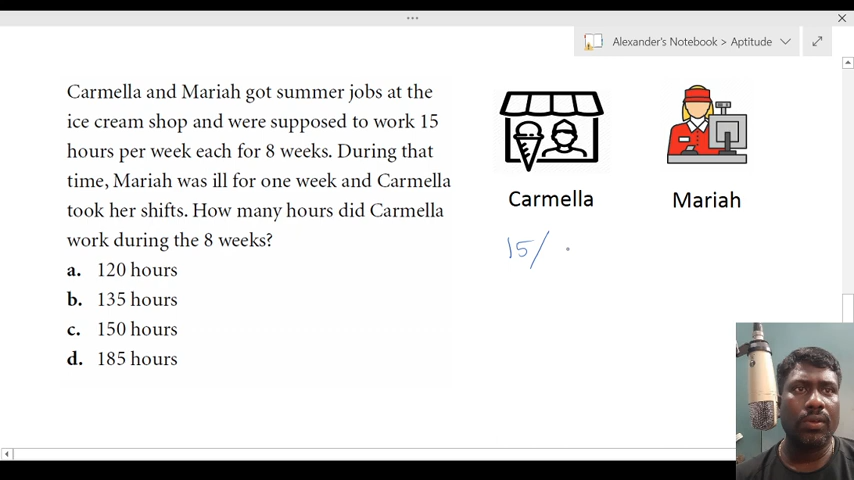 Alexander's Notebook > Aptitude
Carmella and Mariah got summer jobs at the
ice cream shop and were supposed to work 15
hours per week each for 8 weeks. During that
time, Mariah was ill for one week and Carmella
took her shifts. How many hours did Carmella
work during the 8 weeks?
a. 120 hours
b. 135 hours
c. 150 hours
d. 185 hours
Carmella
Mariah
15/